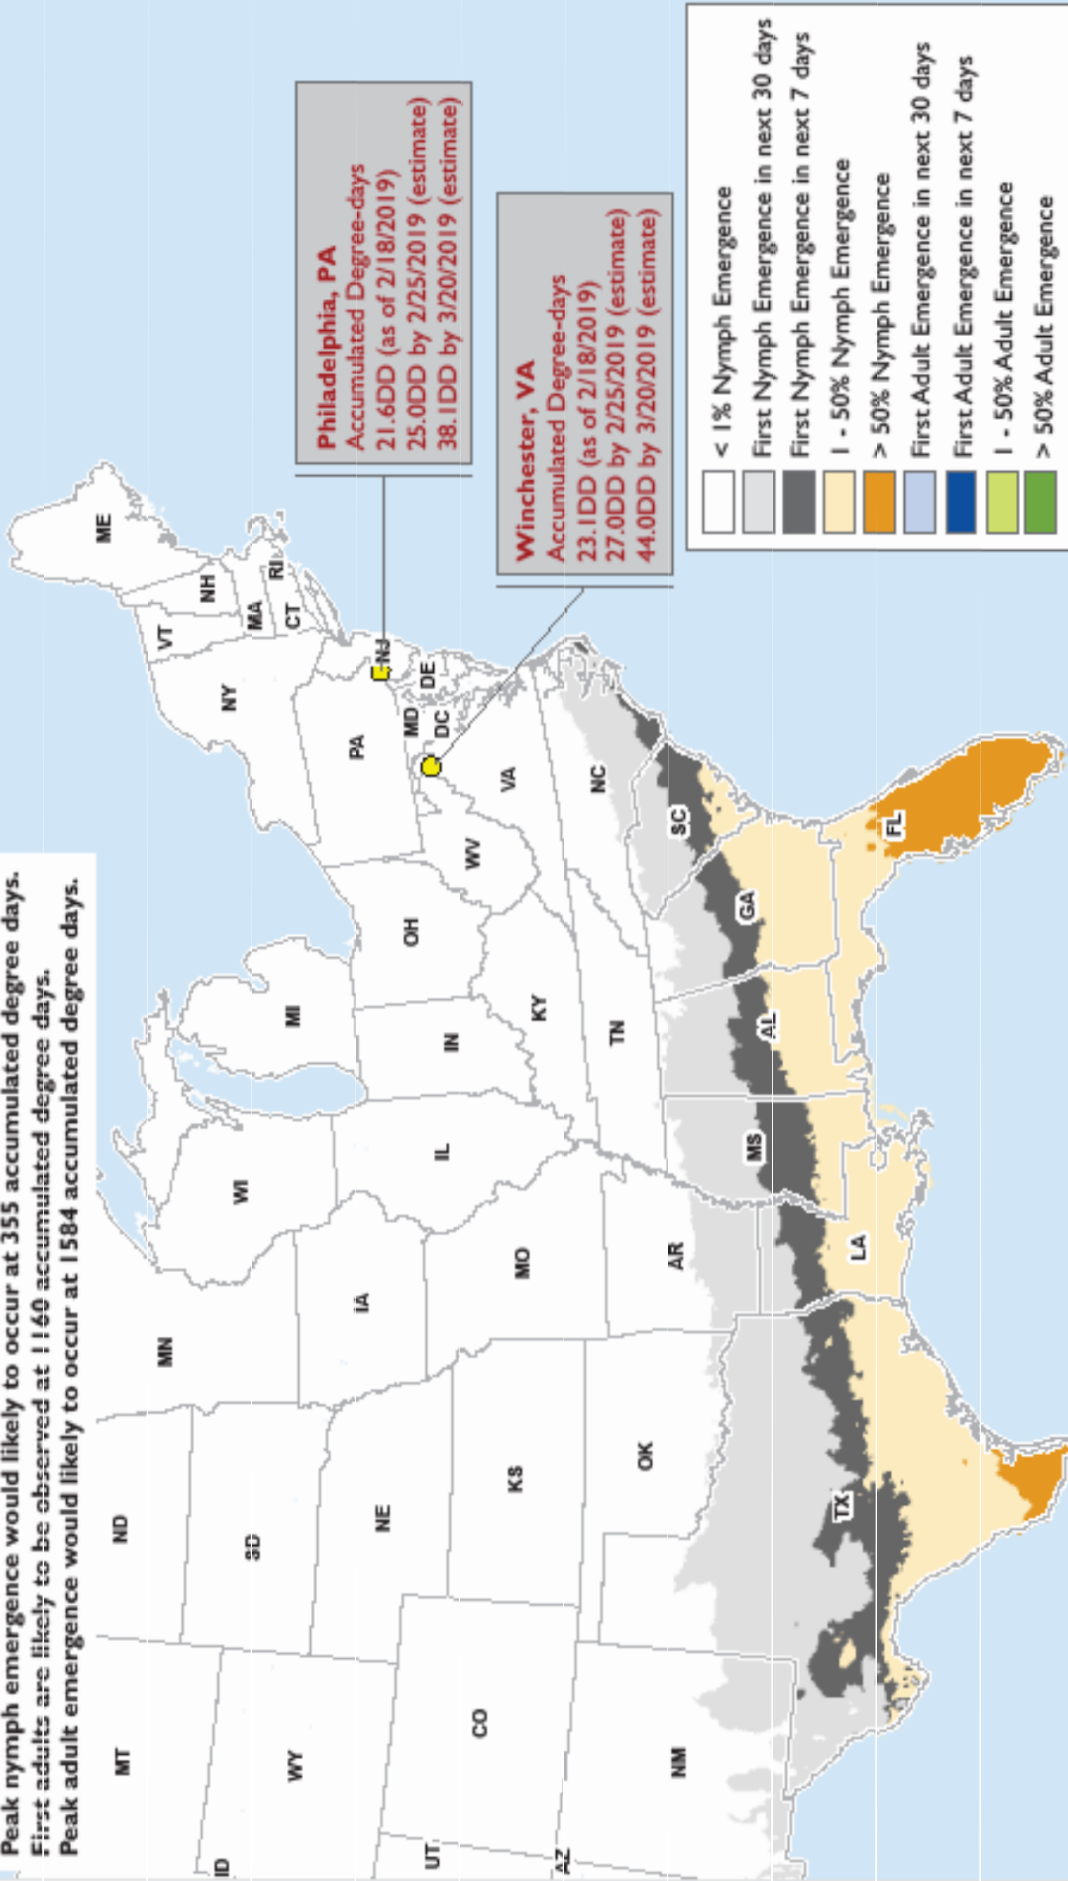 Peak nymph emergence would likely to occur at 355 accumulated degree days.
First adults are likely to be observed at 1160 accumulated degree days.
Peak adult emergence would likely to occur at 1584 accumulated degree days.
MT
ND
MN
WI
MI
VT
NH
ME
ID
WY
SD
IA
NY
MA
RI
CT
NE
IL
IN
OH
PA
NJ
UT
CO
KS
MO
KY
WV
MD
DC
DE
VA
AZ
NM
OK
AR
TN
NC
SC
TX
LA
MS
AL
GA
FL
Philadelphia, PA
Accumulated Degree-days
21.6DD (as of 2/18/2019)
25.0DD by 2/25/2019 (estimate)
38.1DD by 3/20/2019 (estimate)
Winchester, VA
Accumulated Degree-days
23.1DD (as of 2/18/2019)
27.0DD by 2/25/2019 (estimate)
44.0DD by 3/20/2019 (estimate)
< 1% Nymph Emergence
First Nymph Emergence in next 30 days
First Nymph Emergence in next 7 days
1 - 50% Nymph Emergence
> 50% Nymph Emergence
First Adult Emergence in next 30 days
First Adult Emergence in next 7 days
1 - 50% Adult Emergence
> 50% Adult Emergence